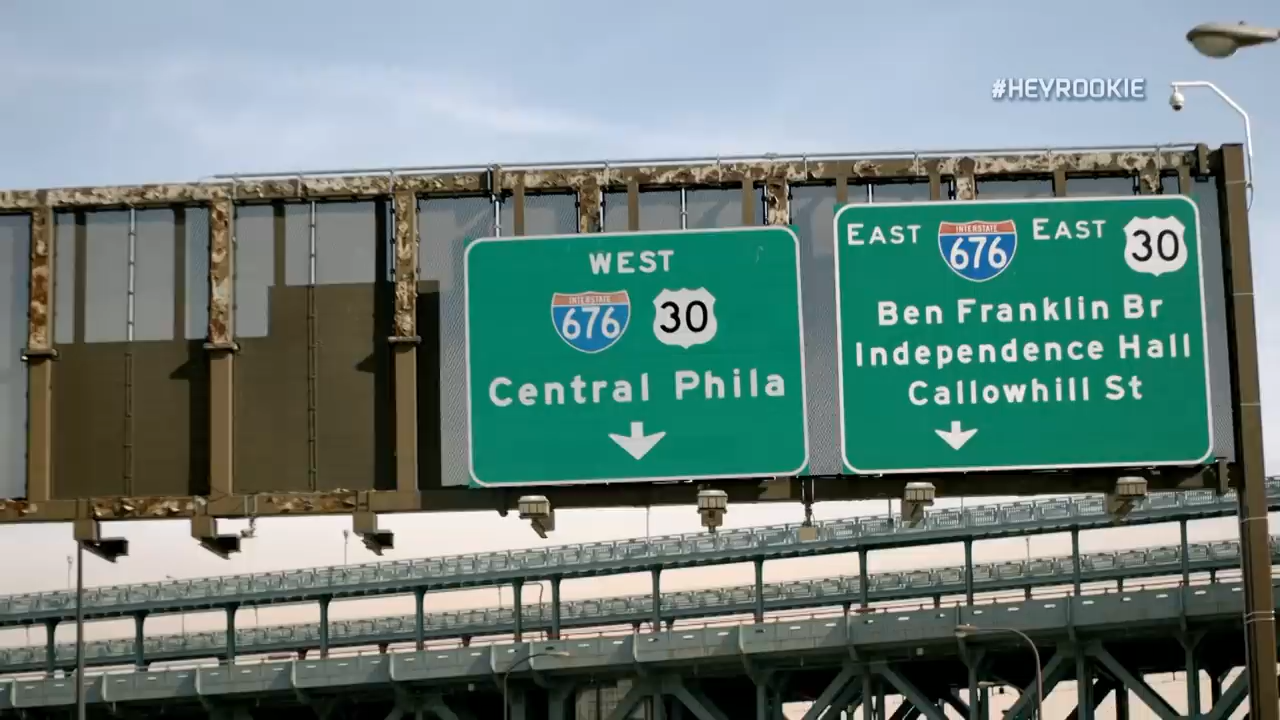 #HEYROOKIE
WEST
INTERSTATE
676
30
Central Phila
EAST INTERSTATE 676 EAST 30
Ben Franklin Br
Independence Hall
Callowhill St